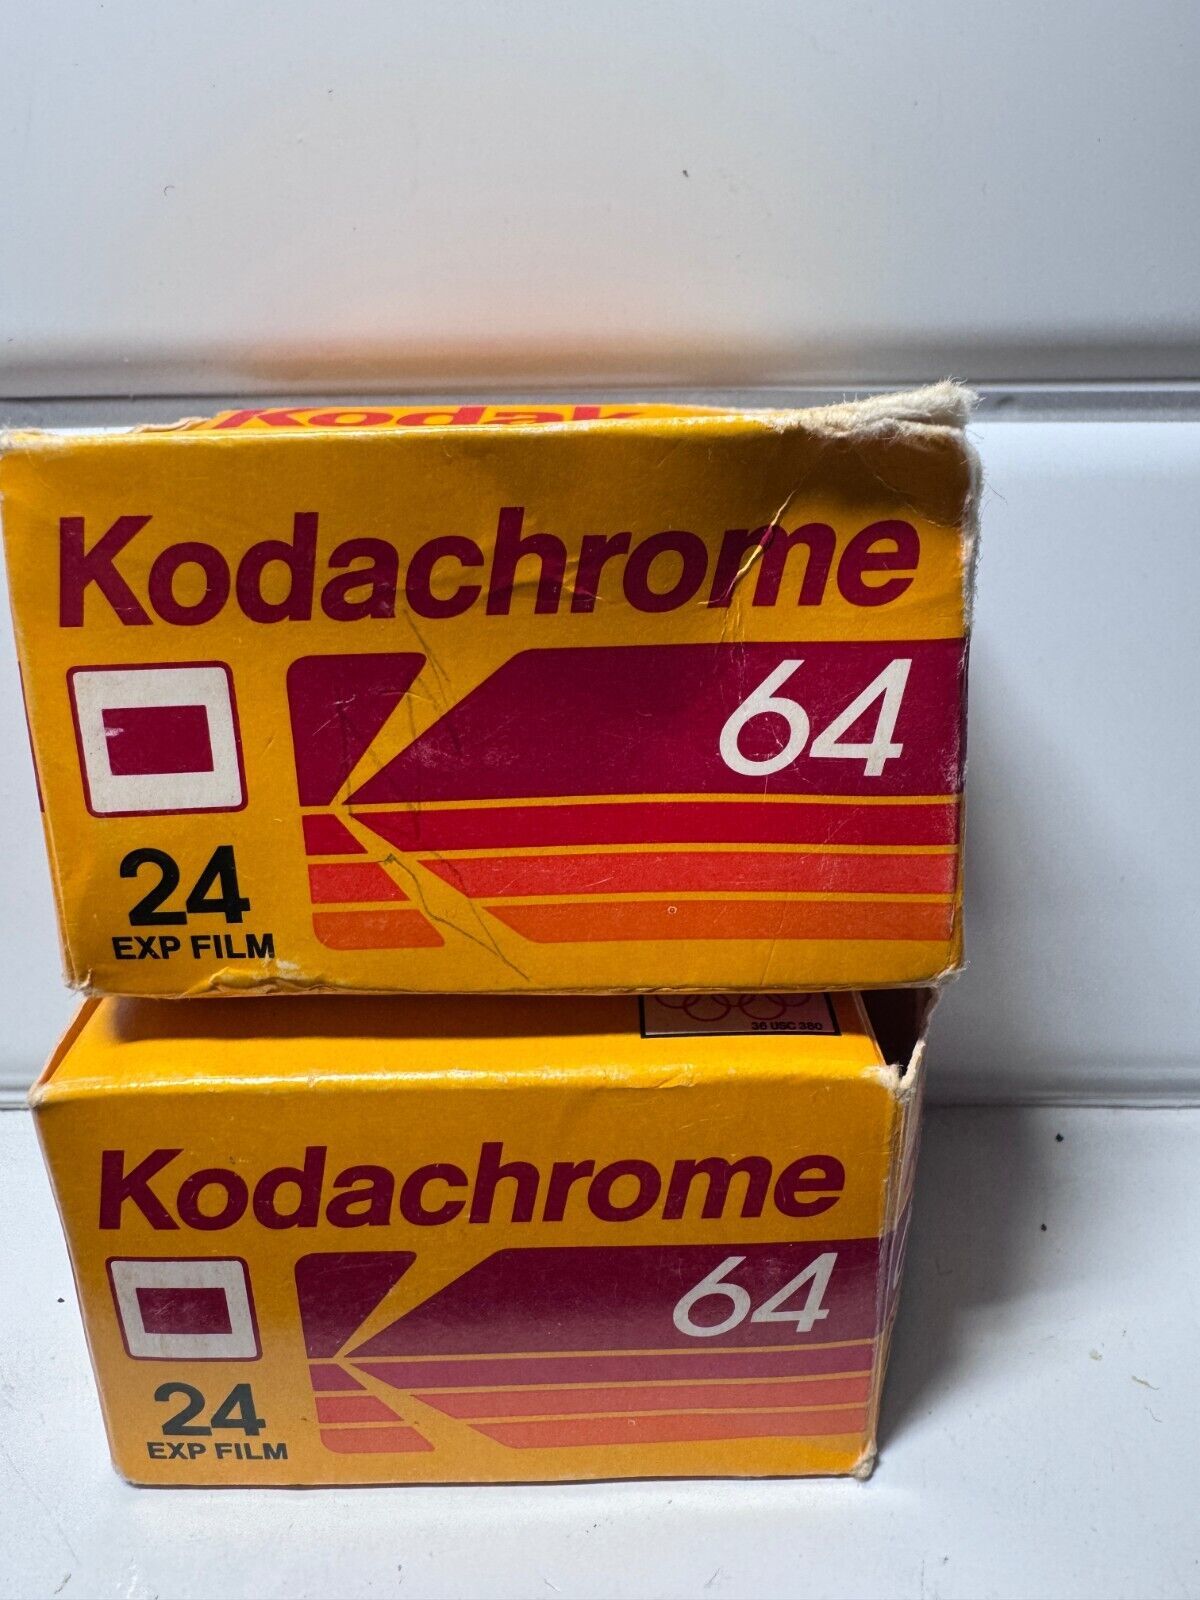 Kodak
Kodachrome
64
24
EXP FILM
36 USC 380
Kodachrome
64
24
EXP FILM